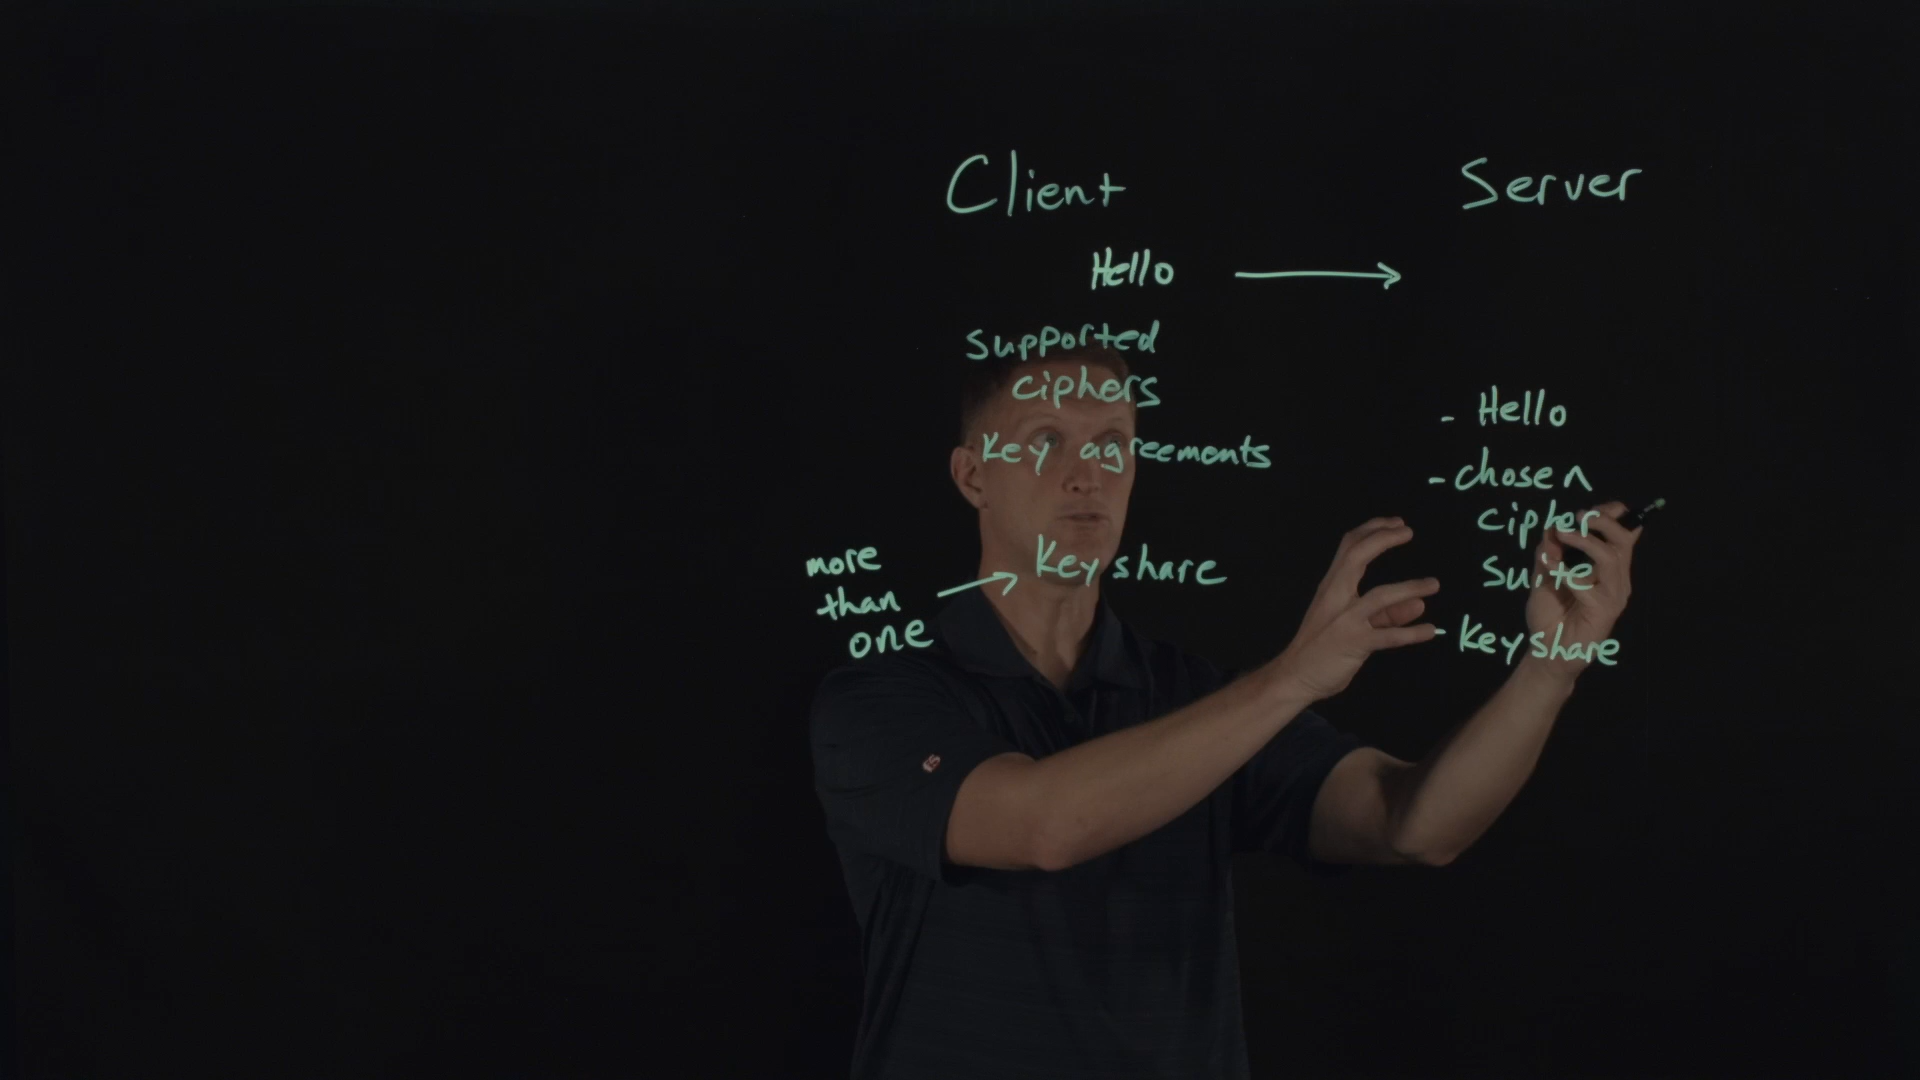 Client
Server
Hello
Supported
ciphers
Key agreements
Key share
more
than
one
- Hello
- chosen
cipher
suite
- Key share